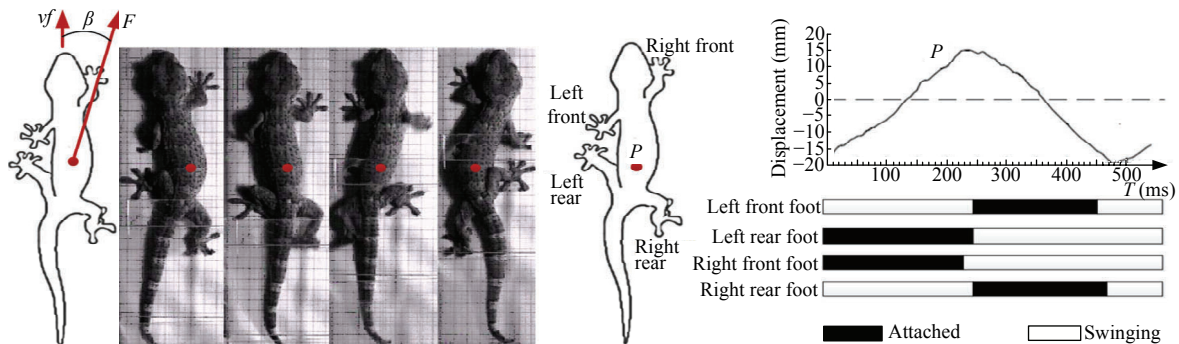 vf β F
Right front
Left
front
P
Left
rear
Right
rear
Displacement (mm)
20
15
10
5
0
−5
−10
−15
−20
P
100 200 300 400 500
T (ms)
Left front foot
Left rear foot
Right front foot
Right rear foot
Attached Swinging